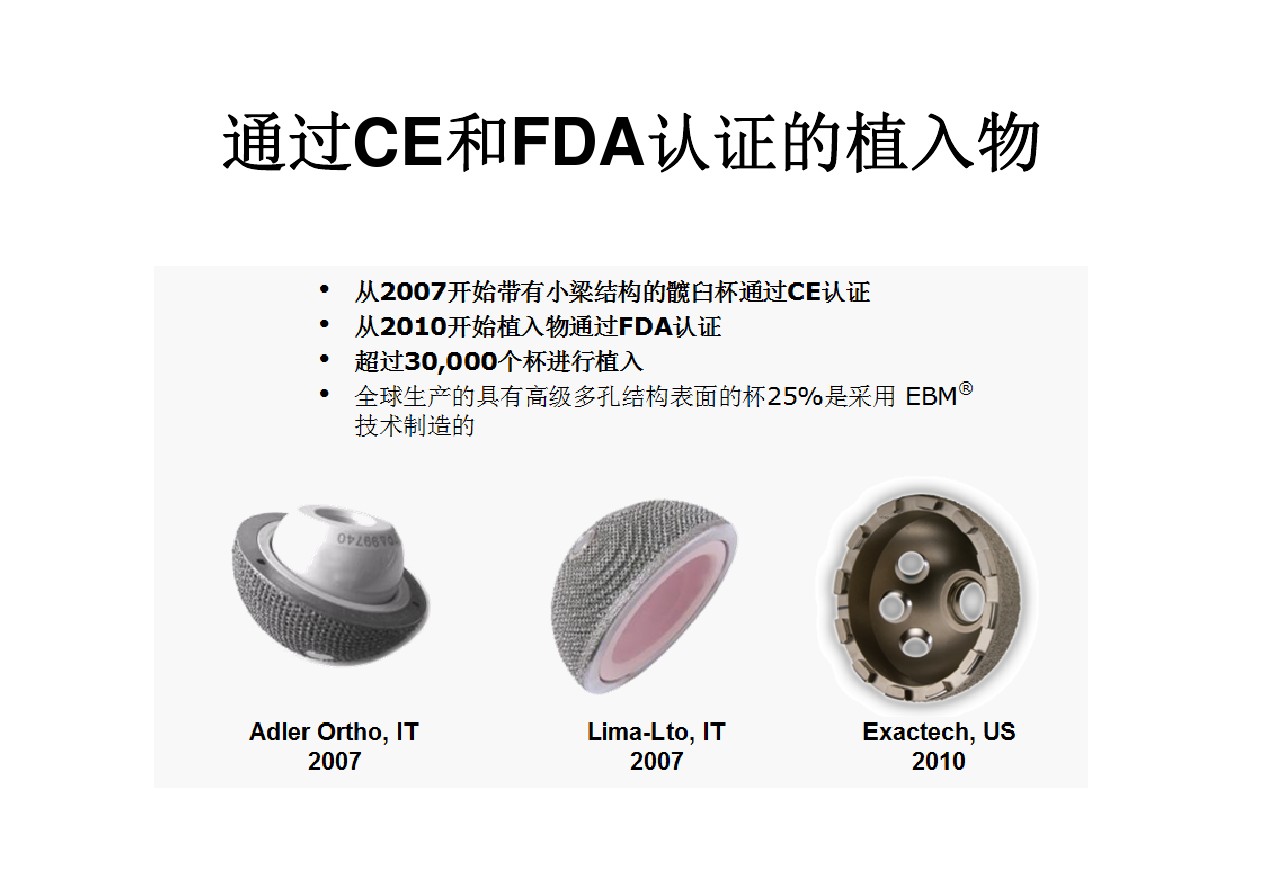 通过CE和FDA认证的植入物
• 从2007开始带有小梁结构的髋臼杯通过CE认证
• 从2010开始植入物通过FDA认证
• 超过30,000个杯进行植入
• 全球生产的具有高级多孔结构表面的杯25%是采用 EBM®
技术制造的
Adler Ortho, IT
2007
Lima-Lto, IT
2007
Exactech, US
2010